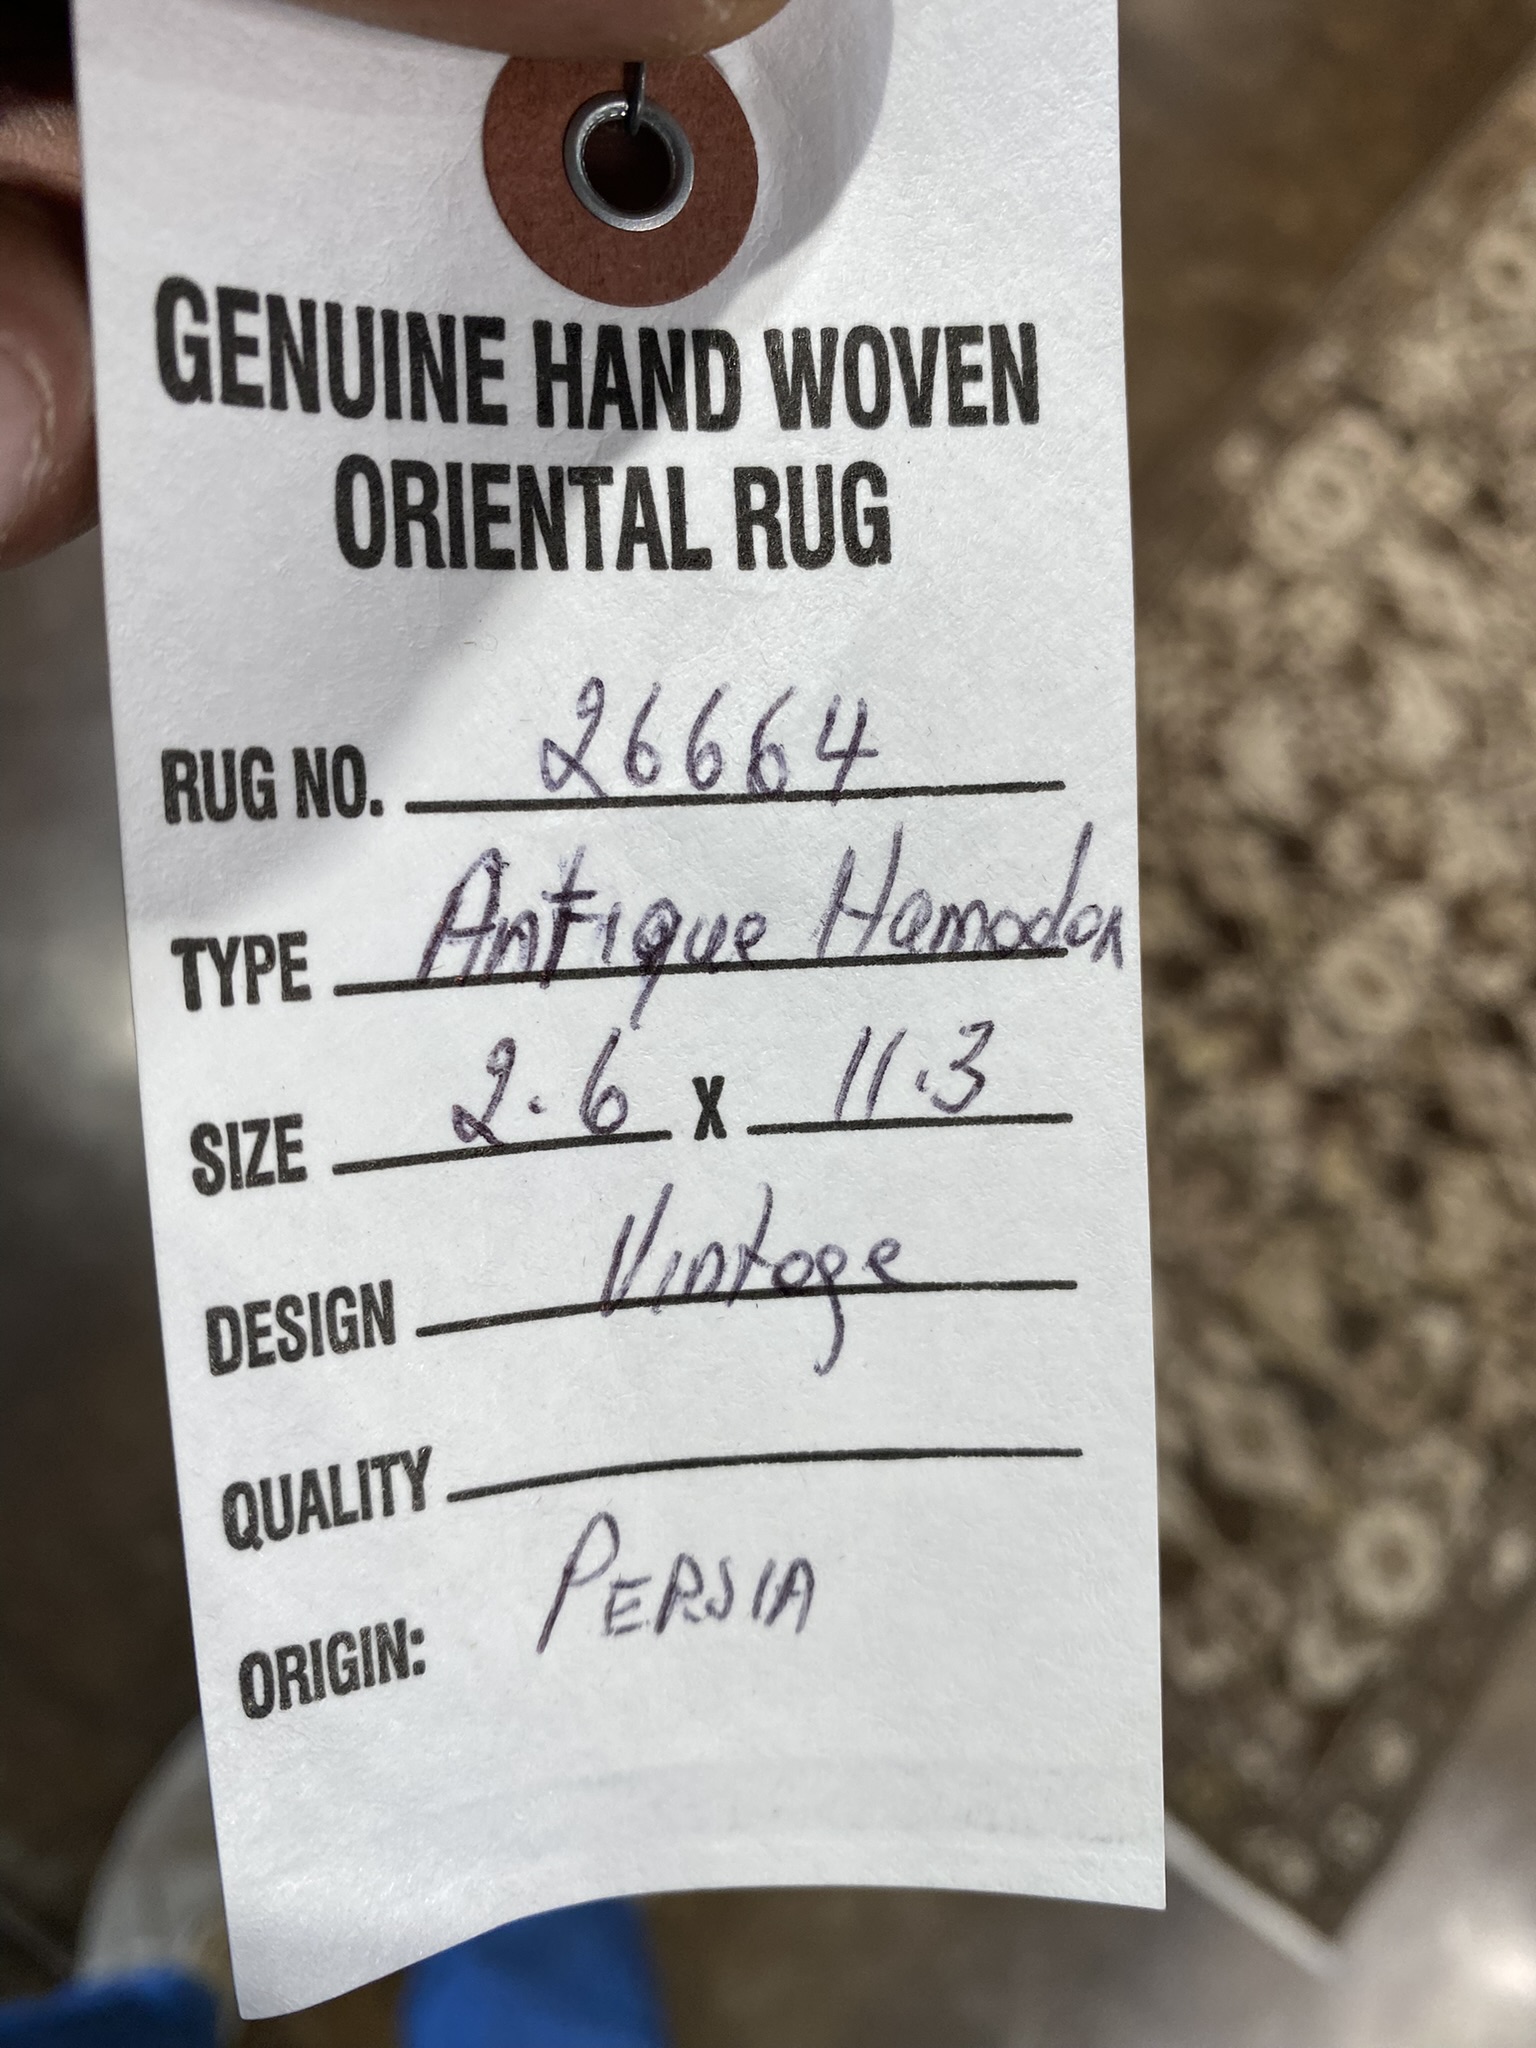 GENUINE HAND WOVEN
ORIENTAL RUG
RUG NO. 26664
TYPE Antique Hamadan
SIZE 2.6 X 11.3
DESIGN Vintage
QUALITY
ORIGIN: PERSIA